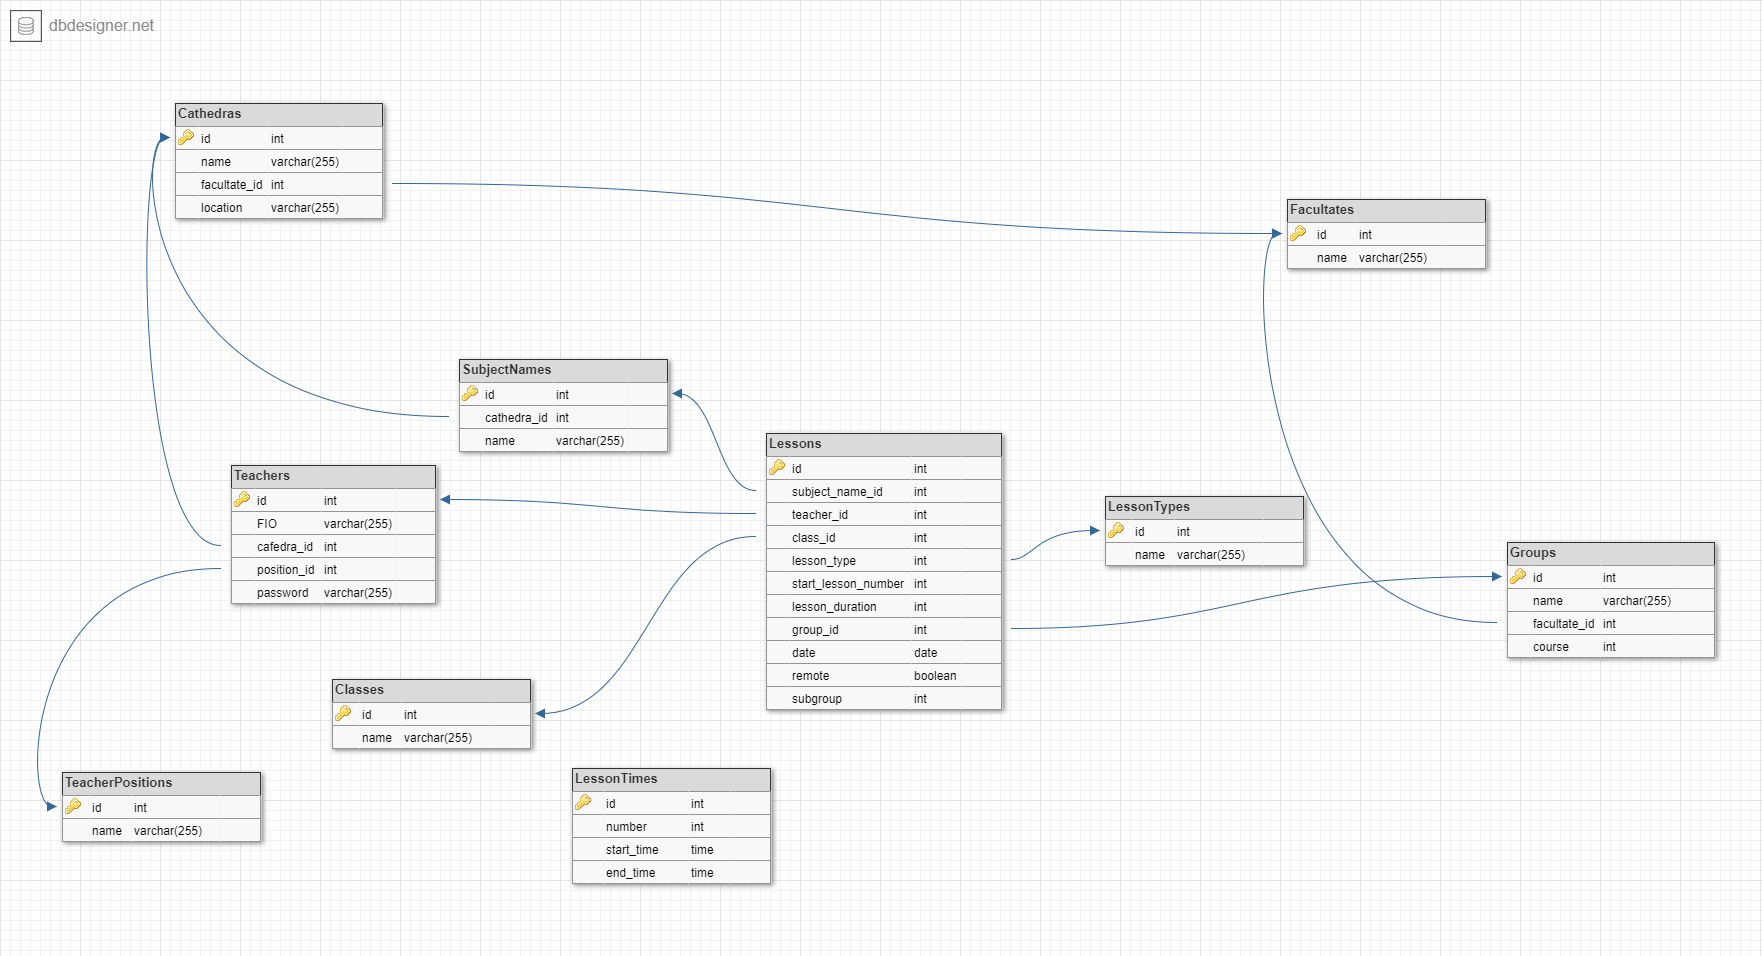 dbdesigner.net
Cathedras
id int
name varchar(255)
facultate_id int
location varchar(255)
Facultates
id int
name varchar(255)
SubjectNames
id int
cathedra_id int
name varchar(255)
Lessons
id int
subject_name_id int
teacher_id int
class_id int
lesson_type int
start_lesson_number int
lesson_duration int
group_id int
date date
remote boolean
subgroup int
Teachers
id int
FIO varchar(255)
cafedra_id int
position_id int
password varchar(255)
LessonTypes
id int
name varchar(255)
Groups
id int
name varchar(255)
facultate_id int
course int
Classes
id int
name varchar(255)
TeacherPositions
id int
name varchar(255)
LessonTimes
id int
number int
start_time time
end_time time